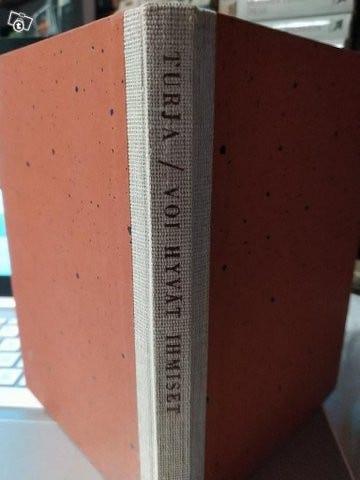 TURJA / VOI HYVÄT IHMISET